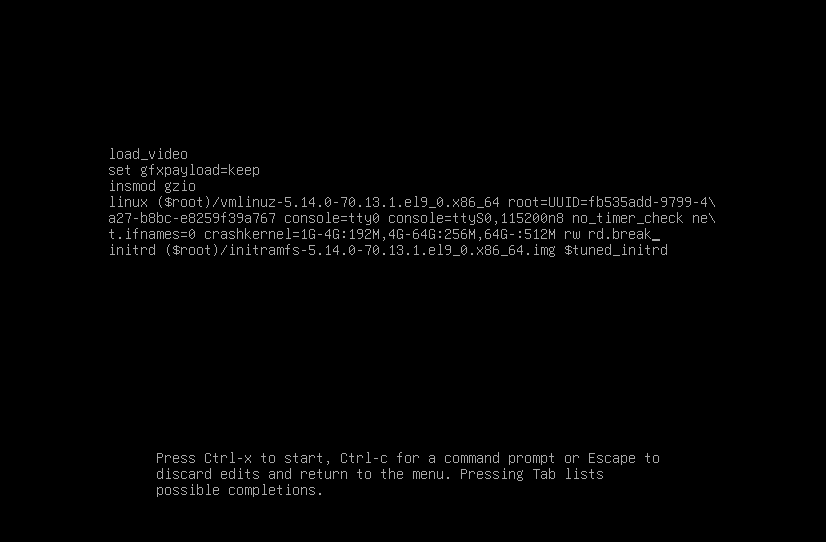 load_video
set gfxpayload=keep
insmod gzio
linux ($root)/vmlinuz-5.14.0-70.13.1.el9_0.x86_64 root=UUID=fb535add-9799-4\
a27-b8bc-e8259f39a767 console=tty0 console=ttyS0,115200n8 no_timer_check ne\
t.ifnames=0 crashkernel=1G-4G:192M,4G-64G:256M,64G-:512M rw rd.break_
initrd ($root)/initramfs-5.14.0-70.13.1.el9_0.x86_64.img $tuned_initrd
Press Ctrl-x to start, Ctrl-c for a command prompt or Escape to
discard edits and return to the menu. Pressing Tab lists
possible completions.